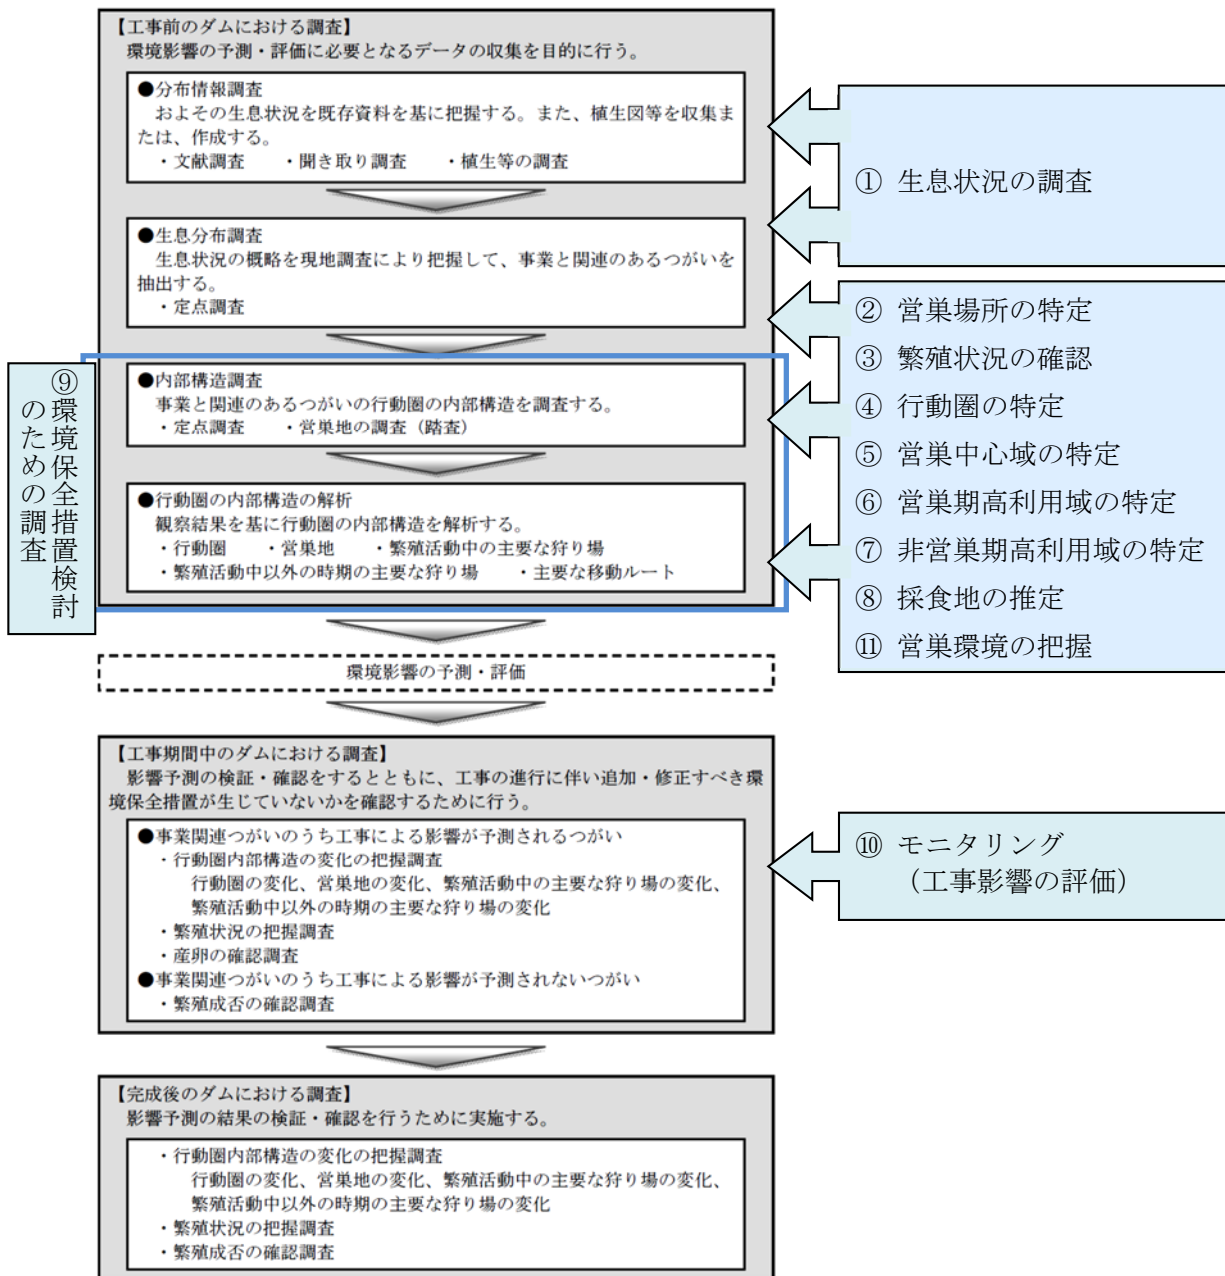 【工事前のダムにおける調査】
環境影響の予測・評価に必要となるデータの収集を目的に行う。
●分布情報調査
およその生息状況を既存資料を基に把握する。また、植生図等を収集ま
たは、作成する。
・文献調査　・聞き取り調査　・植生等の調査
●生息分布調査
生息状況の概略を現地調査により把握して、事業と関連のあるつがいを
抽出する。
・定点調査
●内部構造調査
事業と関連のあるつがいの行動圏の内部構造を調査する。
・定点調査　・営巣地の調査（踏査）
●行動圏の内部構造の解析
観察結果を基に行動圏の内部構造を解析する。
・行動圏　・営巣地　・繁殖活動中の主要な狩り場
・繁殖活動中以外の時期の主要な狩り場　・主要な移動ルート
⑨環境保全措置検討
のための調査
① 生息状況の調査
② 営巣場所の特定
③ 繁殖状況の確認
④ 行動圏の特定
⑤ 営巣中心域の特定
⑥ 営巣期高利用域の特定
⑦ 非営巣期高利用域の特定
⑧ 採食地の推定
⑪ 営巣環境の把握
環境影響の予測・評価
【工事期間中のダムにおける調査】
影響予測の検証・確認をするとともに、工事の進行に伴い追加・修正すべき環
境保全措置が生じていないかを確認するために行う。
●事業関連つがいのうち工事による影響が予測されるつがい
・行動圏内部構造の変化の把握調査
行動圏の変化、営巣地の変化、繁殖活動中の主要な狩り場の変化、
繁殖活動中以外の時期の主要な狩り場の変化
・繁殖状況の把握調査
・産卵の確認調査
●事業関連つがいのうち工事による影響が予測されないつがい
・繁殖成否の確認調査
⑩ モニタリング
（工事影響の評価）
【完成後のダムにおける調査】
影響予測の結果の検証・確認を行うために実施する。
・行動圏内部構造の変化の把握調査
行動圏の変化、営巣地の変化、繁殖活動中の主要な狩り場の変化、
繁殖活動中以外の時期の主要な狩り場の変化
・繁殖状況の把握調査
・繁殖成否の確認調査